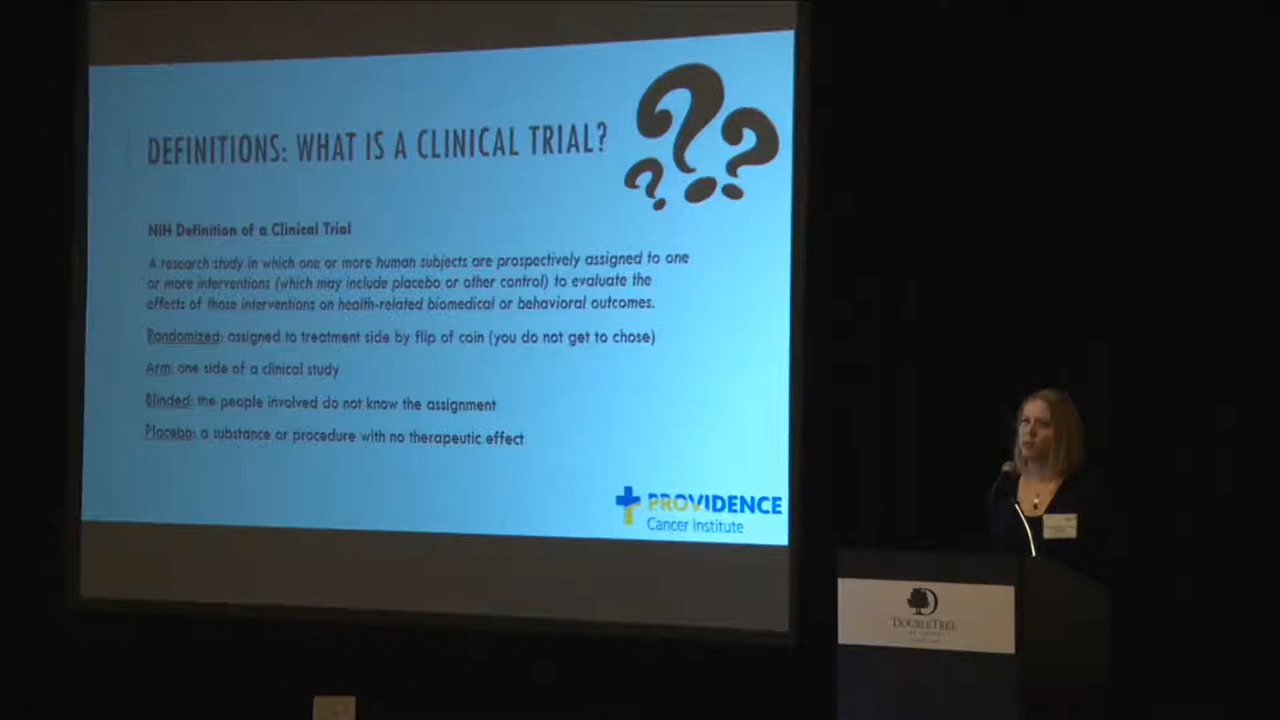 DEFINITIONS: WHAT IS A CLINICAL TRIAL?
???
NIH Definition of a Clinical Trial
A research study in which one or more human subjects are prospectively assigned to one
or more interventions (which may include placebo or other control) to evaluate the
effects of those interventions on health-related biomedical or behavioral outcomes.
Randomized: assigned to treatment side by flip of coin (you do not get to chose)
Arm: one side of a clinical study
Blinded: the people involved do not know the assignment
Placebo: a substance or procedure with no therapeutic effect
PROVIDENCE
Cancer Institute
DOUBLETREE